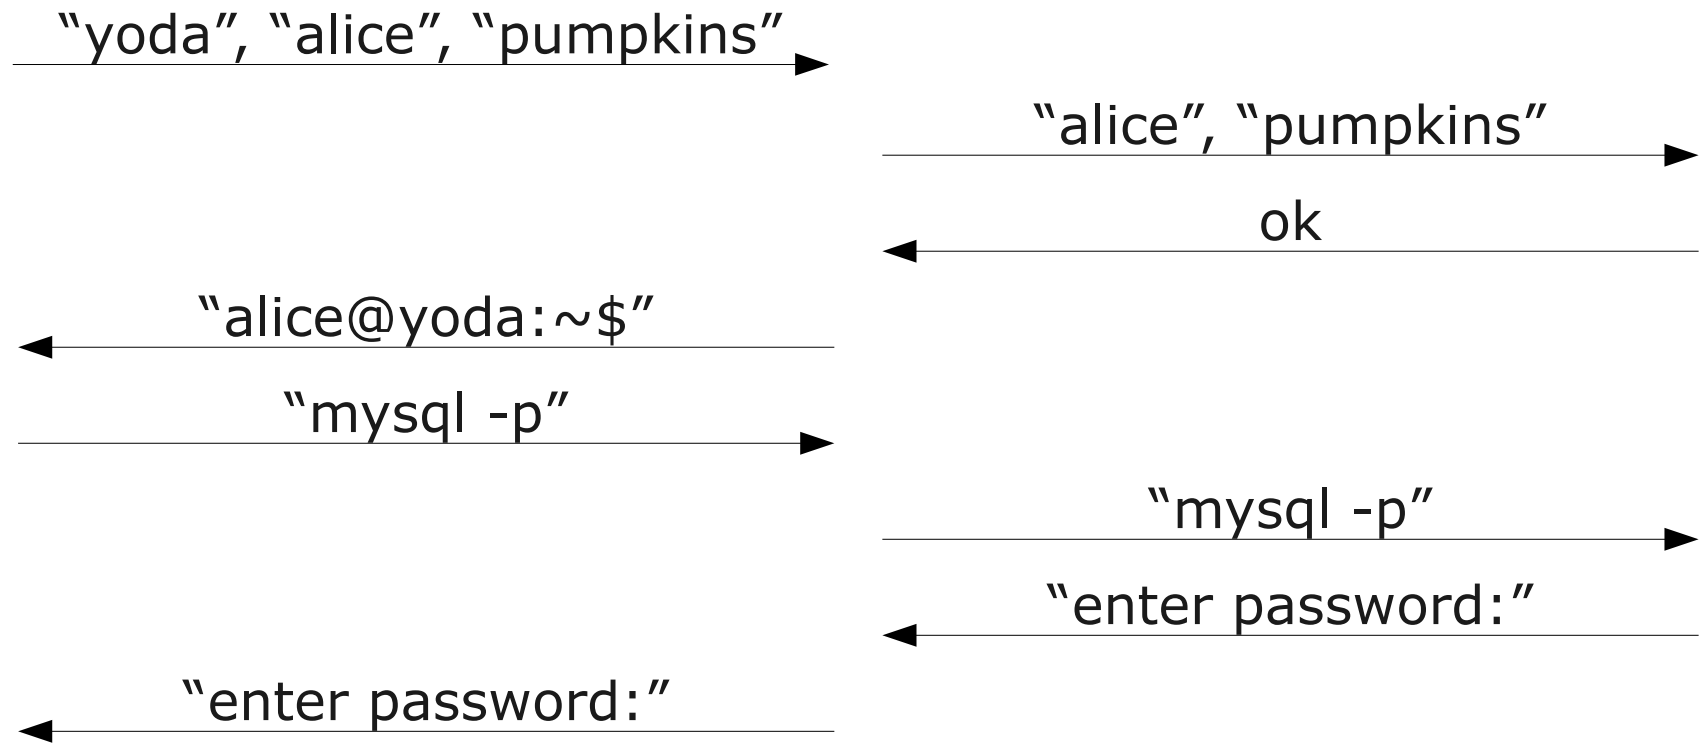 “yoda”, “alice”, “pumpkins”
“alice”, “pumpkins”
ok
“alice@yoda:~$”
“mysql -p”
“mysql -p”
“enter password:”
“enter password:”